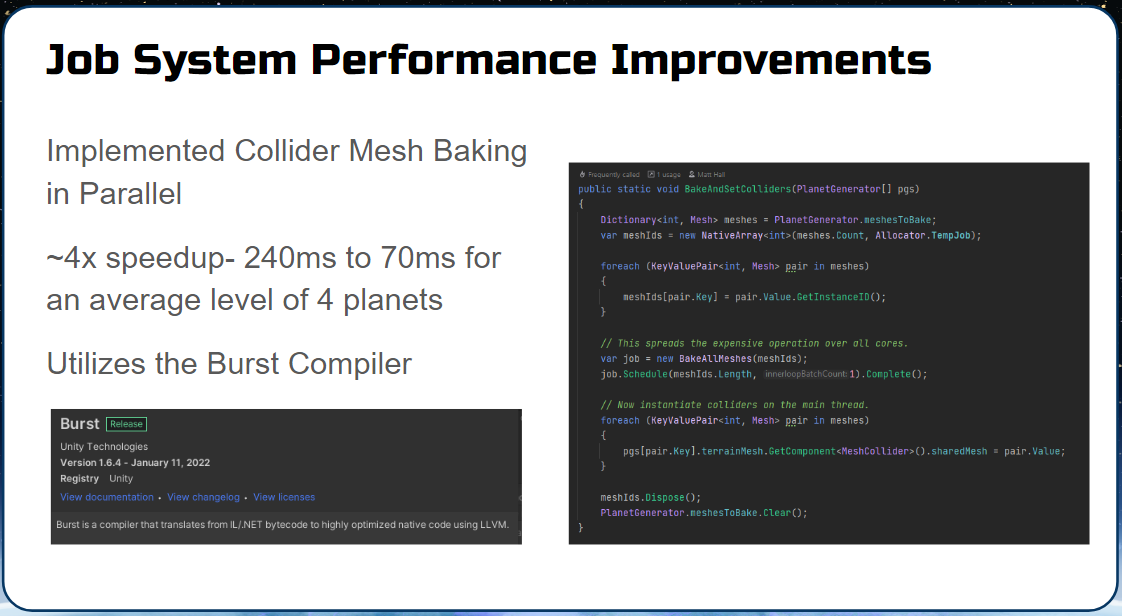 Job System Performance Improvements
Implemented Collider Mesh Baking
in Parallel
~4x speedup- 240ms to 70ms for
an average level of 4 planets
Utilizes the Burst Compiler
Burst Release
Unity Technologies
Version 1.6.4 - January 11, 2022
Registry Unity
View documentation • View changelog • View licenses
Burst is a compiler that translates from IL/.NET bytecode to highly optimized native code using LLVM.
Frequently called 1 usage Matt Hall
public static void BakeAndSetColliders(PlanetGenerator[] pgs)
{
Dictionary<int, Mesh> meshes = PlanetGenerator.meshesToBake;
var meshIds = new NativeArray<int>(meshes.Count, Allocator.TempJob);
foreach (KeyValuePair<int, Mesh> pair in meshes)
{
meshIds[pair.Key] = pair.Value.GetInstanceID();
}
// This spreads the expensive operation over all cores.
var job = new BakeAllMeshes(meshIds);
job.Schedule(meshIds.Length, innerloopBatchCount: 1).Complete();
// Now instantiate colliders on the main thread.
foreach (KeyValuePair<int, Mesh> pair in meshes)
{
pgs[pair.Key].terrainMesh.GetComponent<MeshCollider>().sharedMesh = pair.Value;
}
meshIds.Dispose();
PlanetGenerator.meshesToBake.Clear();
}